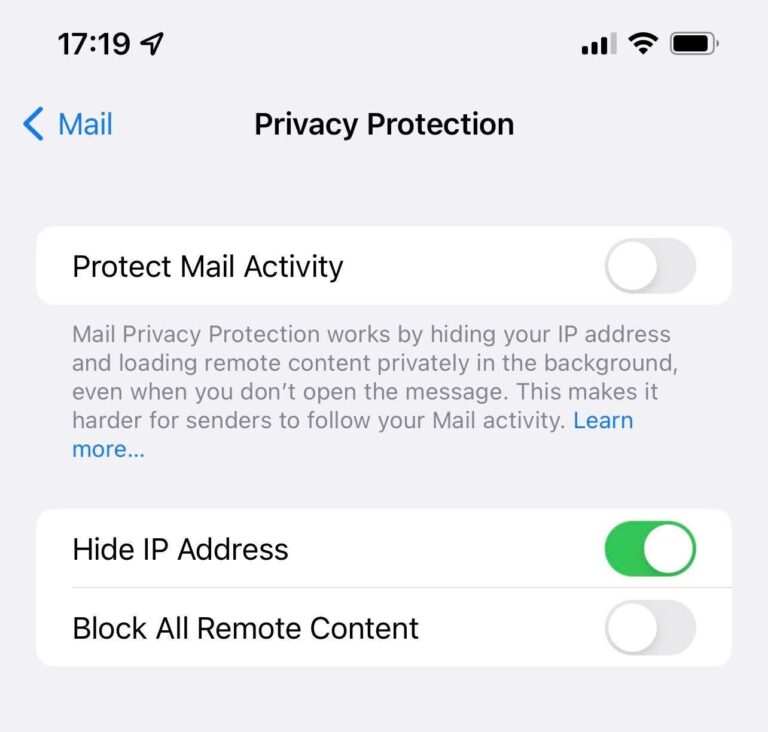 17:19
Mail
Privacy Protection
Protect Mail Activity
Mail Privacy Protection works by hiding your IP address
and loading remote content privately in the background,
even when you don’t open the message. This makes it
harder for senders to follow your Mail activity. Learn
more...
Hide IP Address
Block All Remote Content